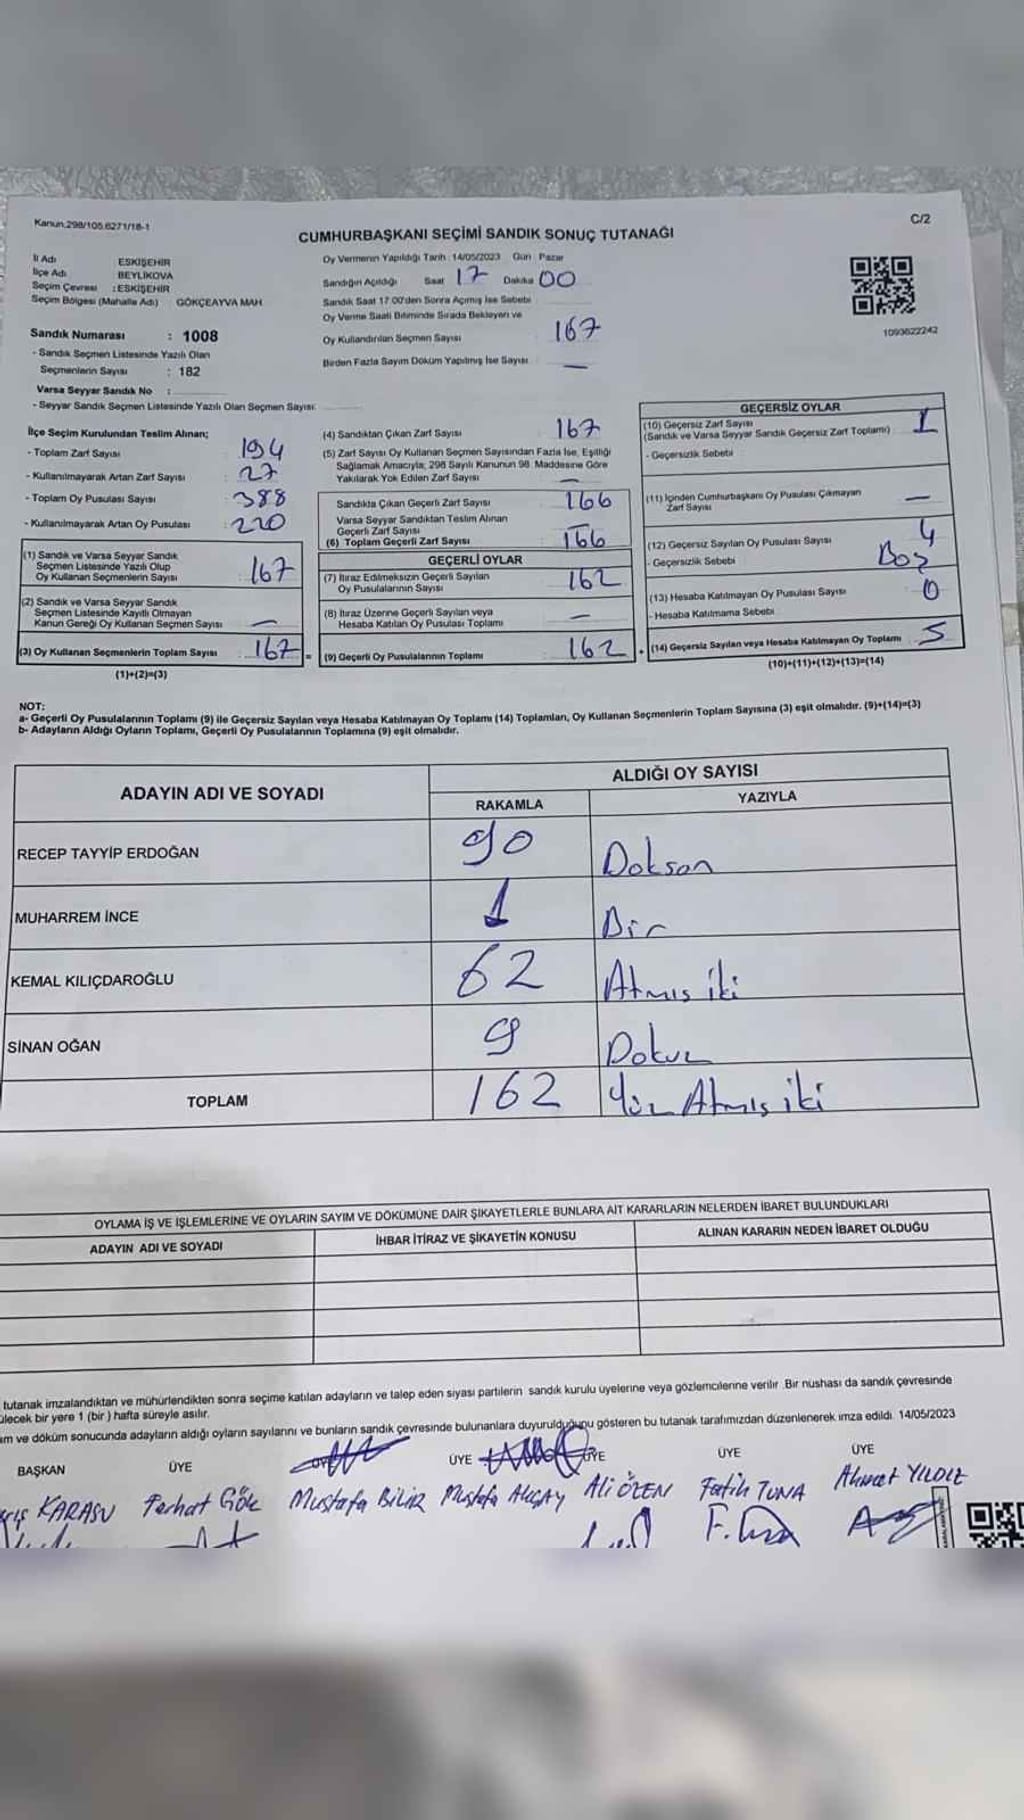 Kanun.298/105.6271/18-1
C/2
CUMHURBAŞKANI SEÇİMİ SANDIK SONUÇ TUTANAĞI
İl Adı ESKİŞEHİR
İlçe Adı BEYLİKOVA
Seçim Çevresi : ESKİŞEHİR
Seçim Bölgesi (Mahalle Adı) GÖKÇEAYVA MAH.
Sandık Numarası : 1008
- Sandık Seçmen Listesinde Yazılı Olan
Seçmenlerin Sayısı : 182
Varsa Seyyar Sandık No :
- Seyyar Sandık Seçmen Listesinde Yazılı Olan Seçmen Sayısı:
Oy Vermenin Yapıldığı Tarih : 14/05/2023 Gün : Pazar
Sandığın Açıldığı Saat 17 Dakika 00
Sandık Saat 17.00'den Sonra Açılmış İse Sebebi
Oy Verme Saati Bitiminde Sırada Bekleyen ve
Oy Kullandırılan Seçmen Sayısı 167
Birden Fazla Sayım Döküm Yapılmış İse Sayısı —
1093622242
İlçe Seçim Kurulundan Teslim Alınan;
- Toplam Zarf Sayısı 194
- Kullanılmayarak Artan Zarf Sayısı 27
- Toplam Oy Pusulası Sayısı 388
- Kullanılmayarak Artan Oy Pusulası 220
(1) Sandık ve Varsa Seyyar Sandık
Seçmen Listesinde Yazılı Olup
Oy Kullanan Seçmenlerin Sayısı 167
(2) Sandık ve Varsa Seyyar Sandık
Seçmen Listesinde Kayıtlı Olmayan
Kanun Gereği Oy Kullanan Seçmen Sayısı —
(3) Oy Kullanan Seçmenlerin Toplam Sayısı 167 =
(1)+(2)=(3)
(4) Sandıktan Çıkan Zarf Sayısı 167
(5) Zarf Sayısı Oy Kullanan Seçmen Sayısından Fazla İse, Eşitliği
Sağlamak Amacıyla; 298 Sayılı Kanunun 98. Maddesine Göre
Yakılarak Yok Edilen Zarf Sayısı —
Sandıkta Çıkan Geçerli Zarf Sayısı 166
Varsa Seyyar Sandıktan Teslim Alınan
Geçerli Zarf Sayısı
(6) Toplam Geçerli Zarf Sayısı 166
GEÇERLİ OYLAR
(7) İtiraz Edilmeksizin Geçerli Sayılan
Oy Pusulalarının Sayısı 162
(8) İtiraz Üzerine Geçerli Sayılan veya
Hesaba Katılan Oy Pusulası Toplamı —
(9) Geçerli Oy Pusulalarının Toplamı 162 +
GEÇERSİZ OYLAR
(10) Geçersiz Zarf Sayısı 1
(Sandık ve Varsa Seyyar Sandık Geçersiz Zarf Toplamı)
- Geçersizlik Sebebi
(11) İçinden Cumhurbaşkanı Oy Pusulası Çıkmayan
Zarf Sayısı —
(12) Geçersiz Sayılan Oy Pusulası Sayısı 4
- Geçersizlik Sebebi Boş
(13) Hesaba Katılmayan Oy Pusulası Sayısı 0
- Hesaba Katılmama Sebebi
(14) Geçersiz Sayılan veya Hesaba Katılmayan Oy Toplamı 5
(10)+(11)+(12)+(13)=(14)
NOT:
a- Geçerli Oy Pusulalarının Toplamı (9) ile Geçersiz Sayılan veya Hesaba Katılmayan Oy Toplamı (14) Toplamları, Oy Kullanan Seçmenlerin Toplam Sayısına (3) eşit olmalıdır. (9)+(14)=(3)
b- Adayların Aldığı Oyların Toplamı, Geçerli Oy Pusulalarının Toplamına (9) eşit olmalıdır.
ADAYIN ADI VE SOYADI ALDIĞI OY SAYISI
RAKAMLA YAZIYLA
RECEP TAYYİP ERDOĞAN 90 Doksan
MUHARREM İNCE 1 Bir
KEMAL KILIÇDAROĞLU 62 Atmış iki
SİNAN OĞAN 9 Dokuz
TOPLAM 162 Yüz Atmış iki
OYLAMA İŞ VE İŞLEMLERİNE VE OYLARIN SAYIM VE DÖKÜMÜNE DAİR ŞİKAYETLERLE BUNLARA AİT KARARLARIN NELERDEN İBARET BULUNDUKLARI
ADAYIN ADI VE SOYADI İHBAR İTİRAZ VE ŞİKAYETİN KONUSU ALINAN KARARIN NEDEN İBARET OLDUĞU
tutanak imzalandıktan ve mühürlendikten sonra seçime katılan adayların ve talep eden siyasi partilerin sandık kurulu üyelerine veya gözlemcilerine verilir. Bir nüshası da sandık çevresinde
bir yere 1 (bir) hafta süreyle asılır.
ve döküm sonucunda adayların aldığı oyların sayılarını ve bunların sandık çevresinde bulunanlara duyurulduğunu gösteren bu tutanak tarafımızdan düzenlenerek imza edildi. 14/05/2023
BAŞKAN ÜYE ÜYE ÜYE ÜYE ÜYE
KARASU Ferhat Gök Mustafa BİLİR Mustafa AKÇAY Ali ÖZEN Fatih TUNA Ahmet YILDIZ